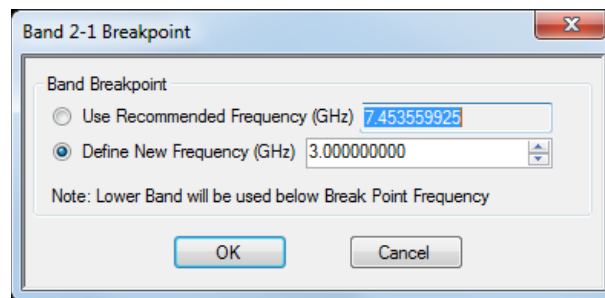 Band 2-1 Breakpoint
Band Breakpoint
Use Recommended Frequency (GHz) 7.453559925
Define New Frequency (GHz) 3.000000000
Note: Lower Band will be used below Break Point Frequency
OK Cancel